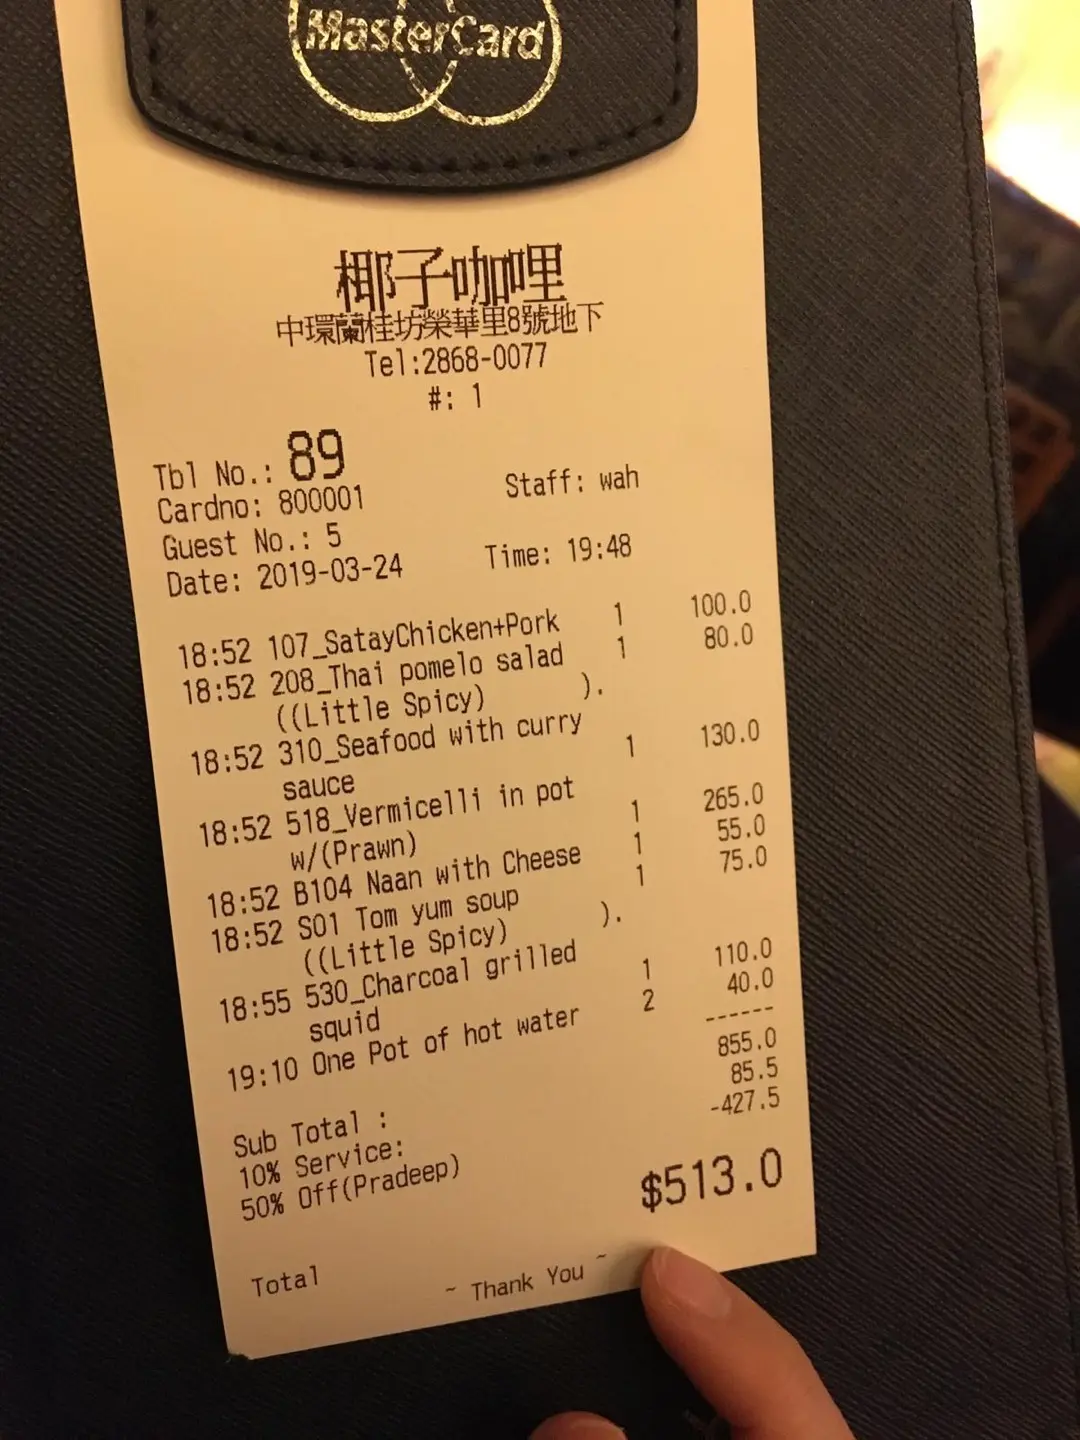 MasterCard
椰子咖哩
中環蘭桂坊榮華里8號地下
Tel:2868-0077
#: 1
Tbl No.: 89
Cardno: 800001 Staff: wah
Guest No.: 5
Date: 2019-03-24 Time: 19:48
18:52 107_SatayChicken+Pork 1 100.0
18:52 208_Thai pomelo salad 1 80.0
((Little Spicy) ).
18:52 310_Seafood with curry 1 130.0
sauce
18:52 518_Vermicelli in pot 1 265.0
w/(Prawn)
18:52 B104 Naan with Cheese 1 55.0
18:52 S01 Tom yum soup 1 75.0
((Little Spicy) ).
18:55 530_Charcoal grilled 1 110.0
squid
19:10 One Pot of hot water 2 40.0
------
Sub Total : 855.0
10% Service: 85.5
50% Off(Pradeep) -427.5
Total $513.0
~ Thank You ~